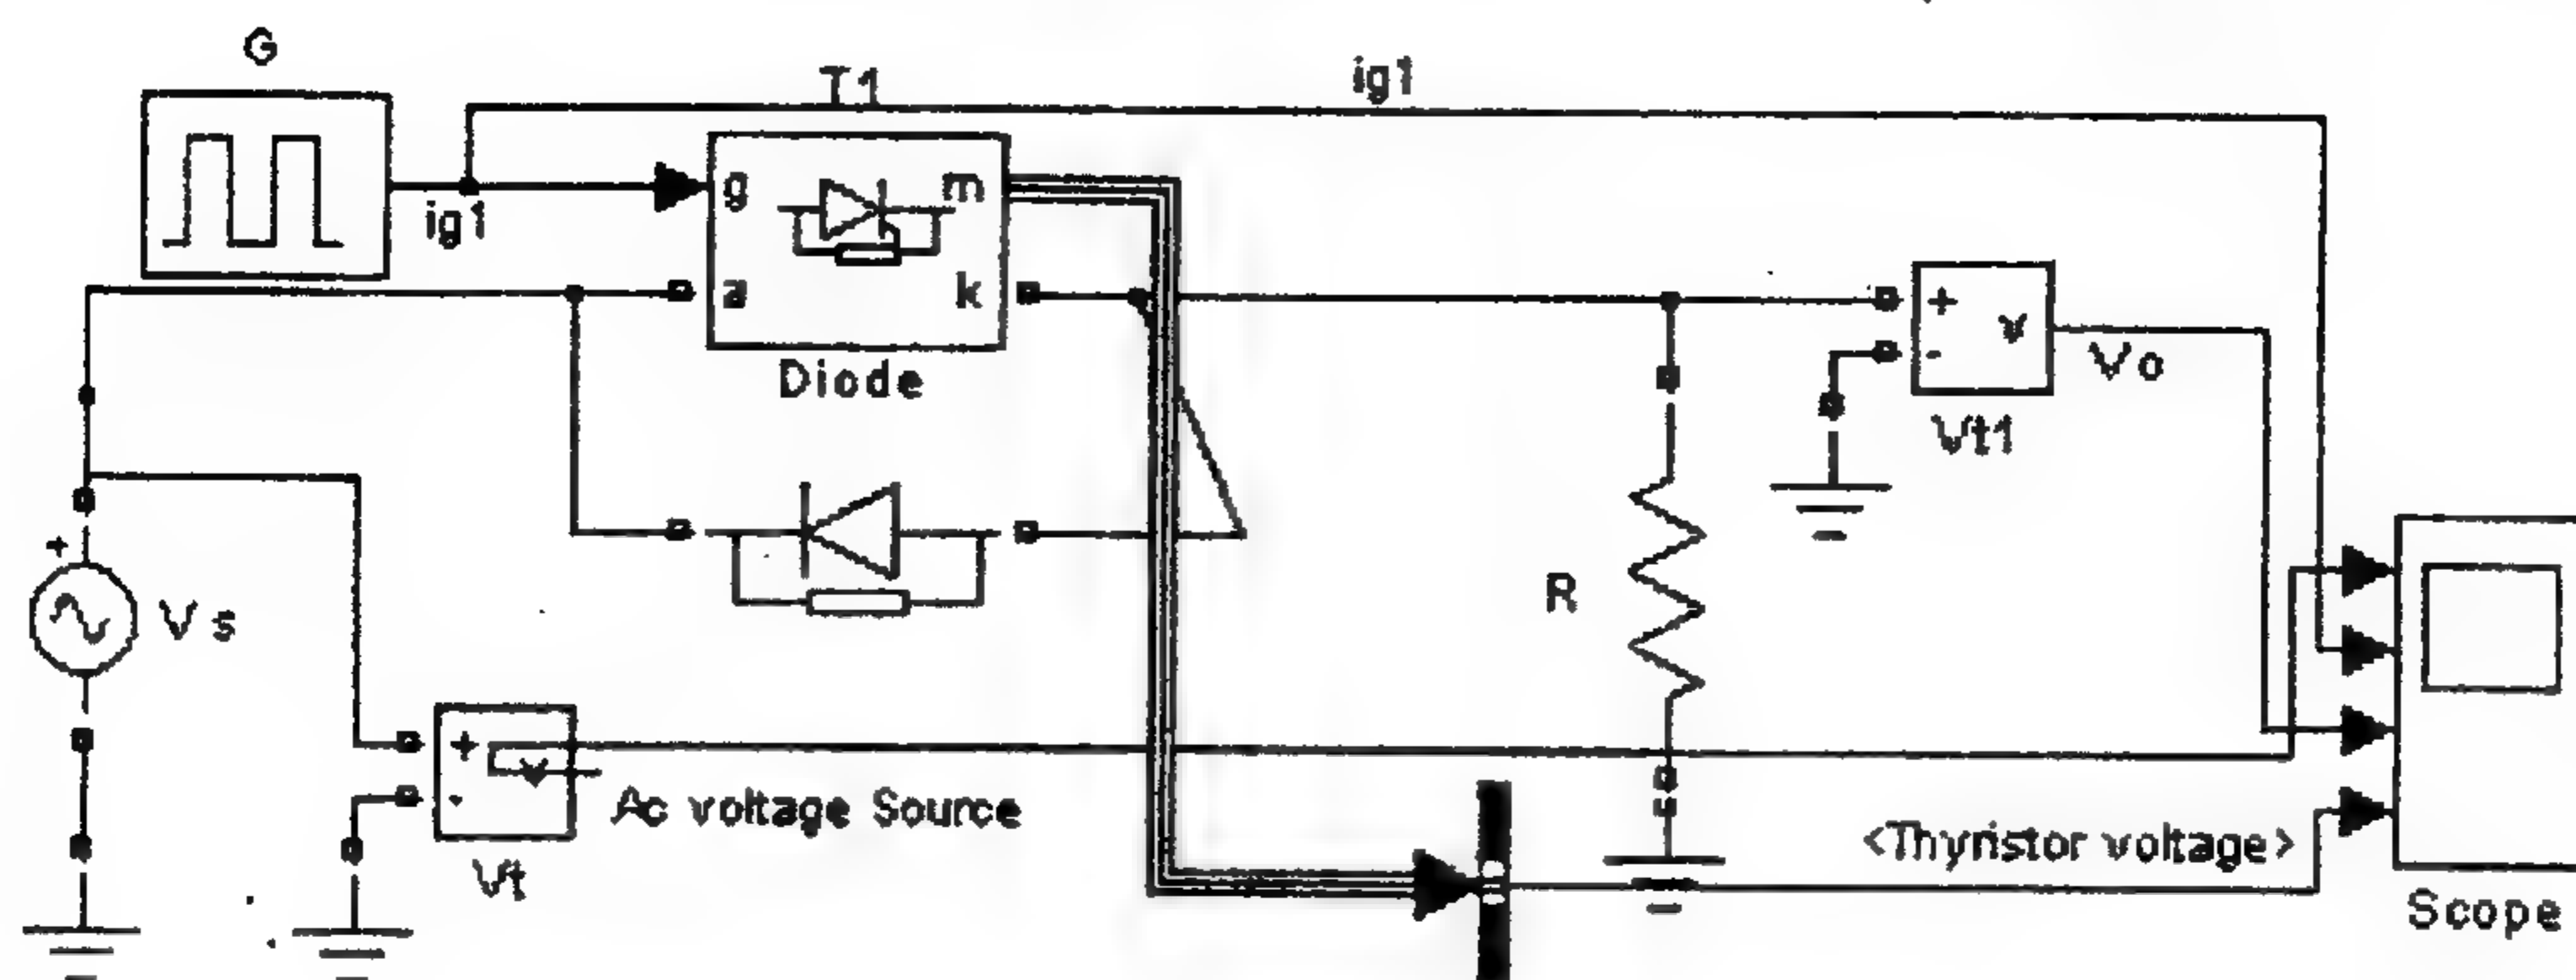 G
T1
ig1
ig1
g
m
a
k
Diode
+
-
v
Vo
Vt1
+
Vs
R
+
-
v
Ac voltage Source
Vt
<Thyristor voltage>
Scope